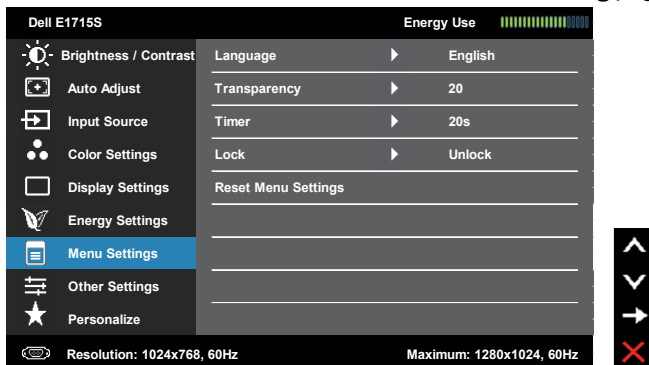 Dell E1715S Energy Use
Brightness / Contrast Language English
Auto Adjust Transparency 20
Input Source Timer 20s
Color Settings Lock Unlock
Display Settings Reset Menu Settings
Energy Settings
Menu Settings
Other Settings
Personalize
Resolution: 1024x768, 60Hz Maximum: 1280x1024, 60Hz